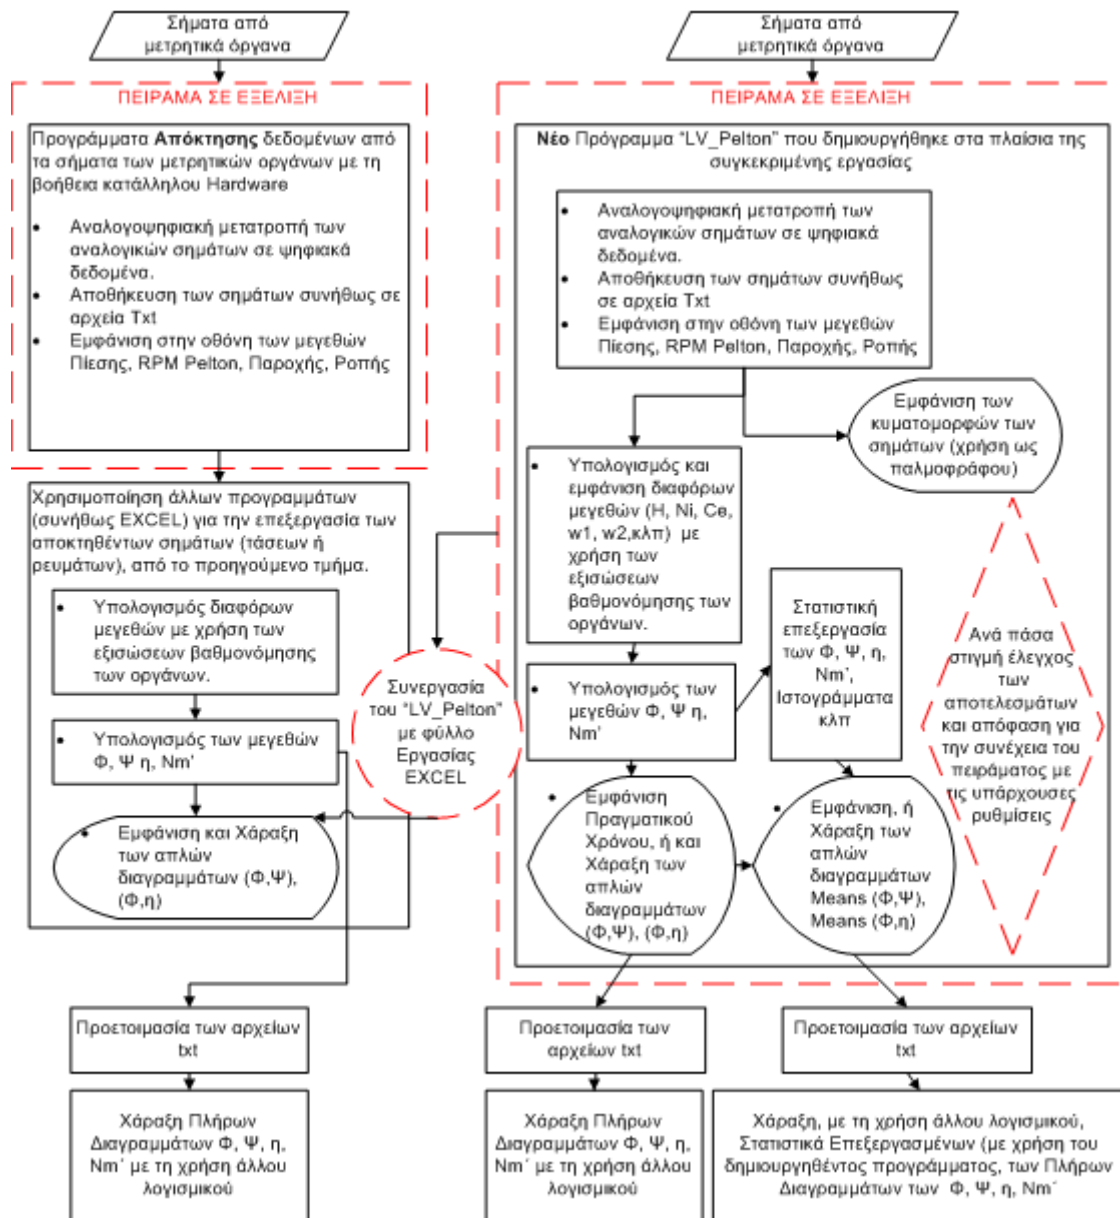 Σήματα από
μετρητικά όργανα
ΠΕΙΡΑΜΑ ΣΕ ΕΞΕΛΙΞΗ
Προγράμματα Απόκτησης δεδομένων από
τα σήματα των μετρητικών οργάνων με τη
βοήθεια κατάλληλου Hardware
• Αναλογοψηφιακή μετατροπή των
αναλογικών σημάτων σε ψηφιακά
δεδομένα.
• Αποθήκευση των σημάτων συνήθως σε
αρχεία Txt
• Εμφάνιση στην οθόνη των μεγεθών
Πίεσης, RPM Pelton, Παροχής, Ροπής
Χρησιμοποίηση άλλων προγραμμάτων
(συνήθως EXCEL) για την επεξεργασία των
αποκτηθέντων σημάτων (τάσεων ή
ρευμάτων), από το προηγούμενο τμήμα.
• Υπολογισμός διαφόρων
μεγεθών με χρήση των
εξισώσεων βαθμονόμησης
των οργάνων.
• Υπολογισμός των μεγεθών
Φ, Ψ η, Nm'
• Εμφάνιση και Χάραξη
των απλών
διαγραμμάτων (Φ,Ψ),
(Φ,η)
Προετοιμασία των αρχείων
txt
Χάραξη Πλήρων
Διαγραμμάτων Φ, Ψ, η,
Nm΄ με τη χρήση άλλου
λογισμικού
Συνεργασία
του “LV_Pelton”
με φύλλο
Εργασίας
EXCEL
Σήματα από
μετρητικά όργανα
ΠΕΙΡΑΜΑ ΣΕ ΕΞΕΛΙΞΗ
Νέο Πρόγραμμα “LV_Pelton” που δημιουργήθηκε στα πλαίσια της
συγκεκριμένης εργασίας
• Αναλογοψηφιακή μετατροπή των
αναλογικών σημάτων σε ψηφιακά
δεδομένα.
• Αποθήκευση των σημάτων συνήθως
σε αρχεία Txt
• Εμφάνιση στην οθόνη των μεγεθών
Πίεσης, RPM Pelton, Παροχής, Ροπής
Εμφάνιση των
κυματομορφών των
σημάτων (χρήση ως
παλμογράφου)
• Υπολογισμός και
εμφάνιση διαφόρων
μεγεθών (H, Ni, Ce,
w1, w2,κλπ) με
χρήση των
εξισώσεων
βαθμονόμησης των
οργάνων.
• Υπολογισμός των
μεγεθών Φ, Ψ η,
Nm’
Στατιστική
επεξεργασία
των Φ, Ψ, η,
Nm΄,
Ιστογράμματα
κλπ
Ανά πάσα
στιγμή έλεγχος
των
αποτελεσμάτων
και απόφαση για
την συνέχεια του
πειράματος με
τις υπάρχουσες
ρυθμίσεις
• Εμφάνιση
Πραγματικού
Χρόνου, ή και
Χάραξη των
απλών
διαγραμμάτων
(Φ,Ψ), (Φ,η)
• Εμφάνιση, ή
Χάραξη των
απλών
διαγραμμάτων
Means (Φ,Ψ),
Means (Φ,η)
Προετοιμασία των
αρχείων txt
Χάραξη Πλήρων
Διαγραμμάτων Φ, Ψ, η,
Nm΄ με τη χρήση άλλου
λογισμικού
Προετοιμασία των αρχείων
txt
Χάραξη, με τη χρήση άλλου λογισμικού,
Στατιστικά Επεξεργασμένων (με χρήση του
δημιουργηθέντος προγράμματος, των Πλήρων
Διαγραμμάτων των Φ, Ψ, η, Nm΄